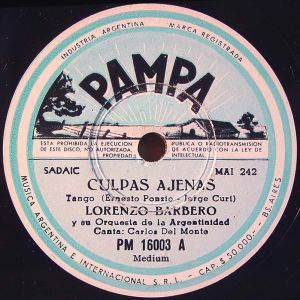 INDUSTRIA ARGENTINA
MARCA REGISTRADA
PAMPA
ESTA PROHIBIDA LA EJECUCION PUBLICA O RADIOTRANSMISION
DE ESTE DISCO, NO AUTORIZADA, DE ACUERDO CON LA LEY DE
PROPIEDAD INTELECTUAL.
SADAIC
MAI 242
CULPAS AJENAS
Tango (Ernesto Ponzio - Jorge Curi)
LORENZO BARBERO
y su Orquesta de la Argentinidad
Canta: Carlos Del Monte
PM 16003 A
Medium
MUSICA ARGENTINA E INTERNACIONAL S. R. L. - CAP. $ 50.000.- BS. AIRES